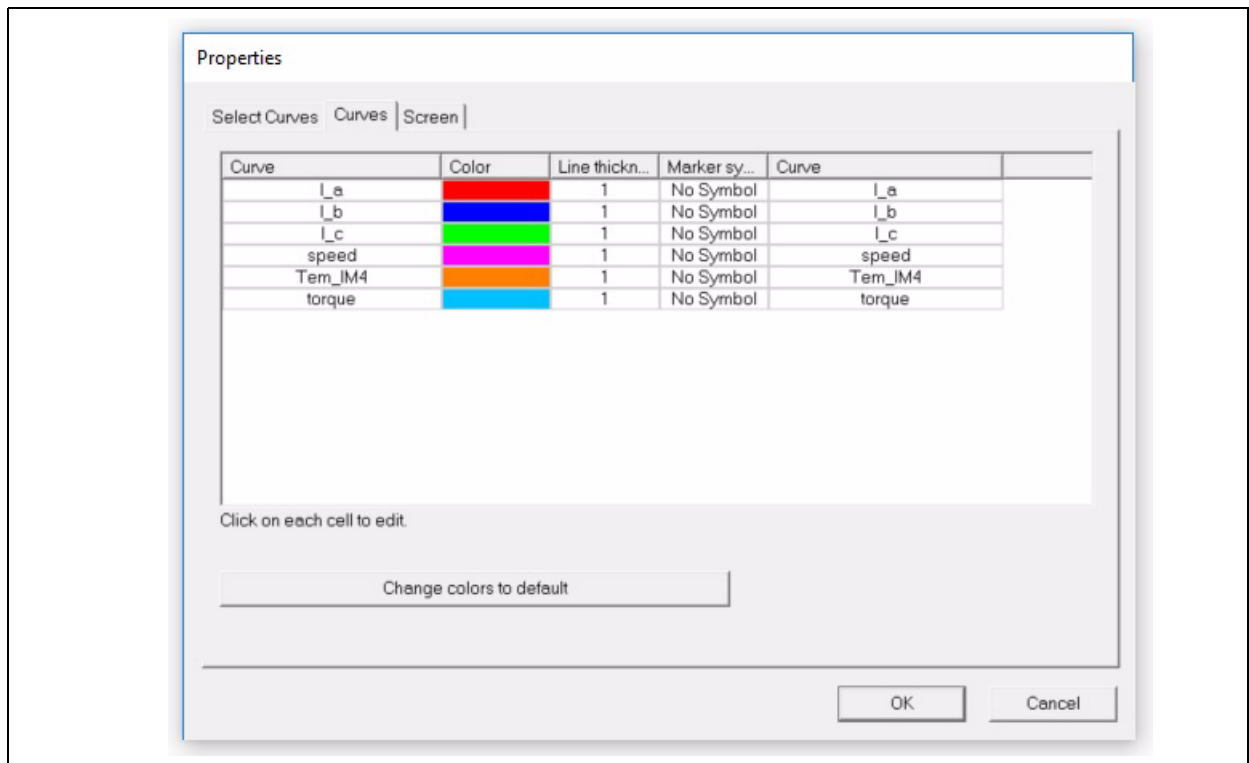 Properties
Select Curves Curves Screen
Curve Color Line thickn... Marker sy... Curve
I_a 1 No Symbol I_a
I_b 1 No Symbol I_b
I_c 1 No Symbol I_c
speed 1 No Symbol speed
Tem_IM4 1 No Symbol Tem_IM4
torque 1 No Symbol torque
Click on each cell to edit.
Change colors to default
OK Cancel